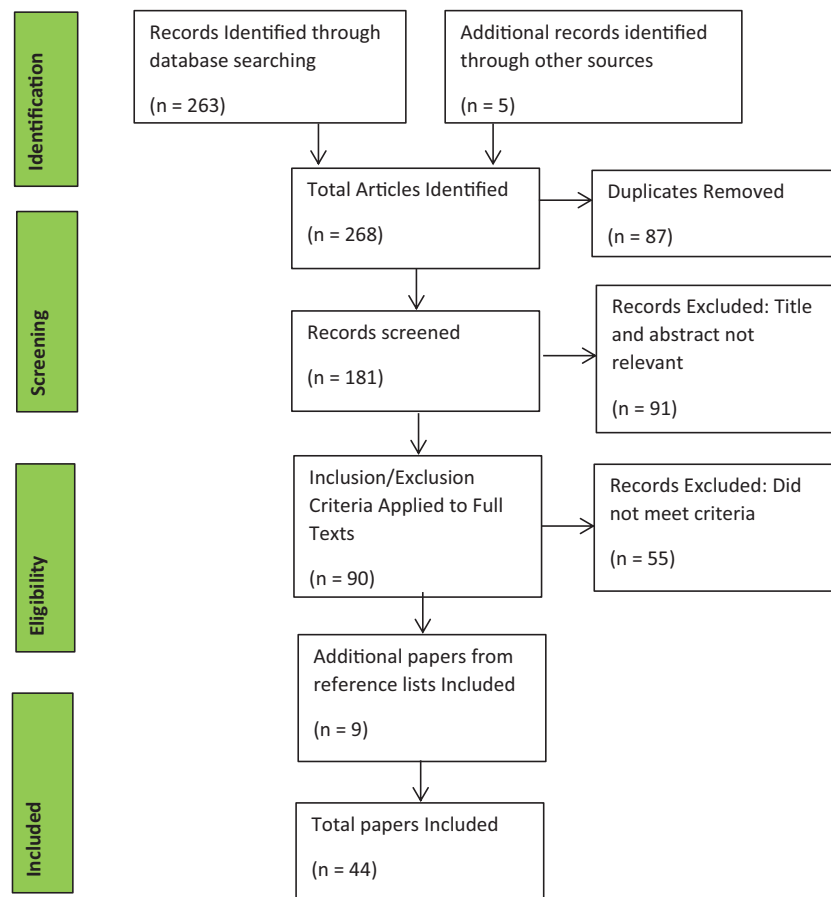 Identification
Records Identified through
database searching
(n = 263)
Additional records identified
through other sources
(n = 5)
Total Articles Identified
(n = 268)
Duplicates Removed
(n = 87)
Screening
Records screened
(n = 181)
Records Excluded: Title
and abstract not
relevant
(n = 91)
Eligibility
Inclusion/Exclusion
Criteria Applied to Full
Texts
(n = 90)
Records Excluded: Did
not meet criteria
(n = 55)
Additional papers from
reference lists Included
(n = 9)
Included
Total papers Included
(n = 44)